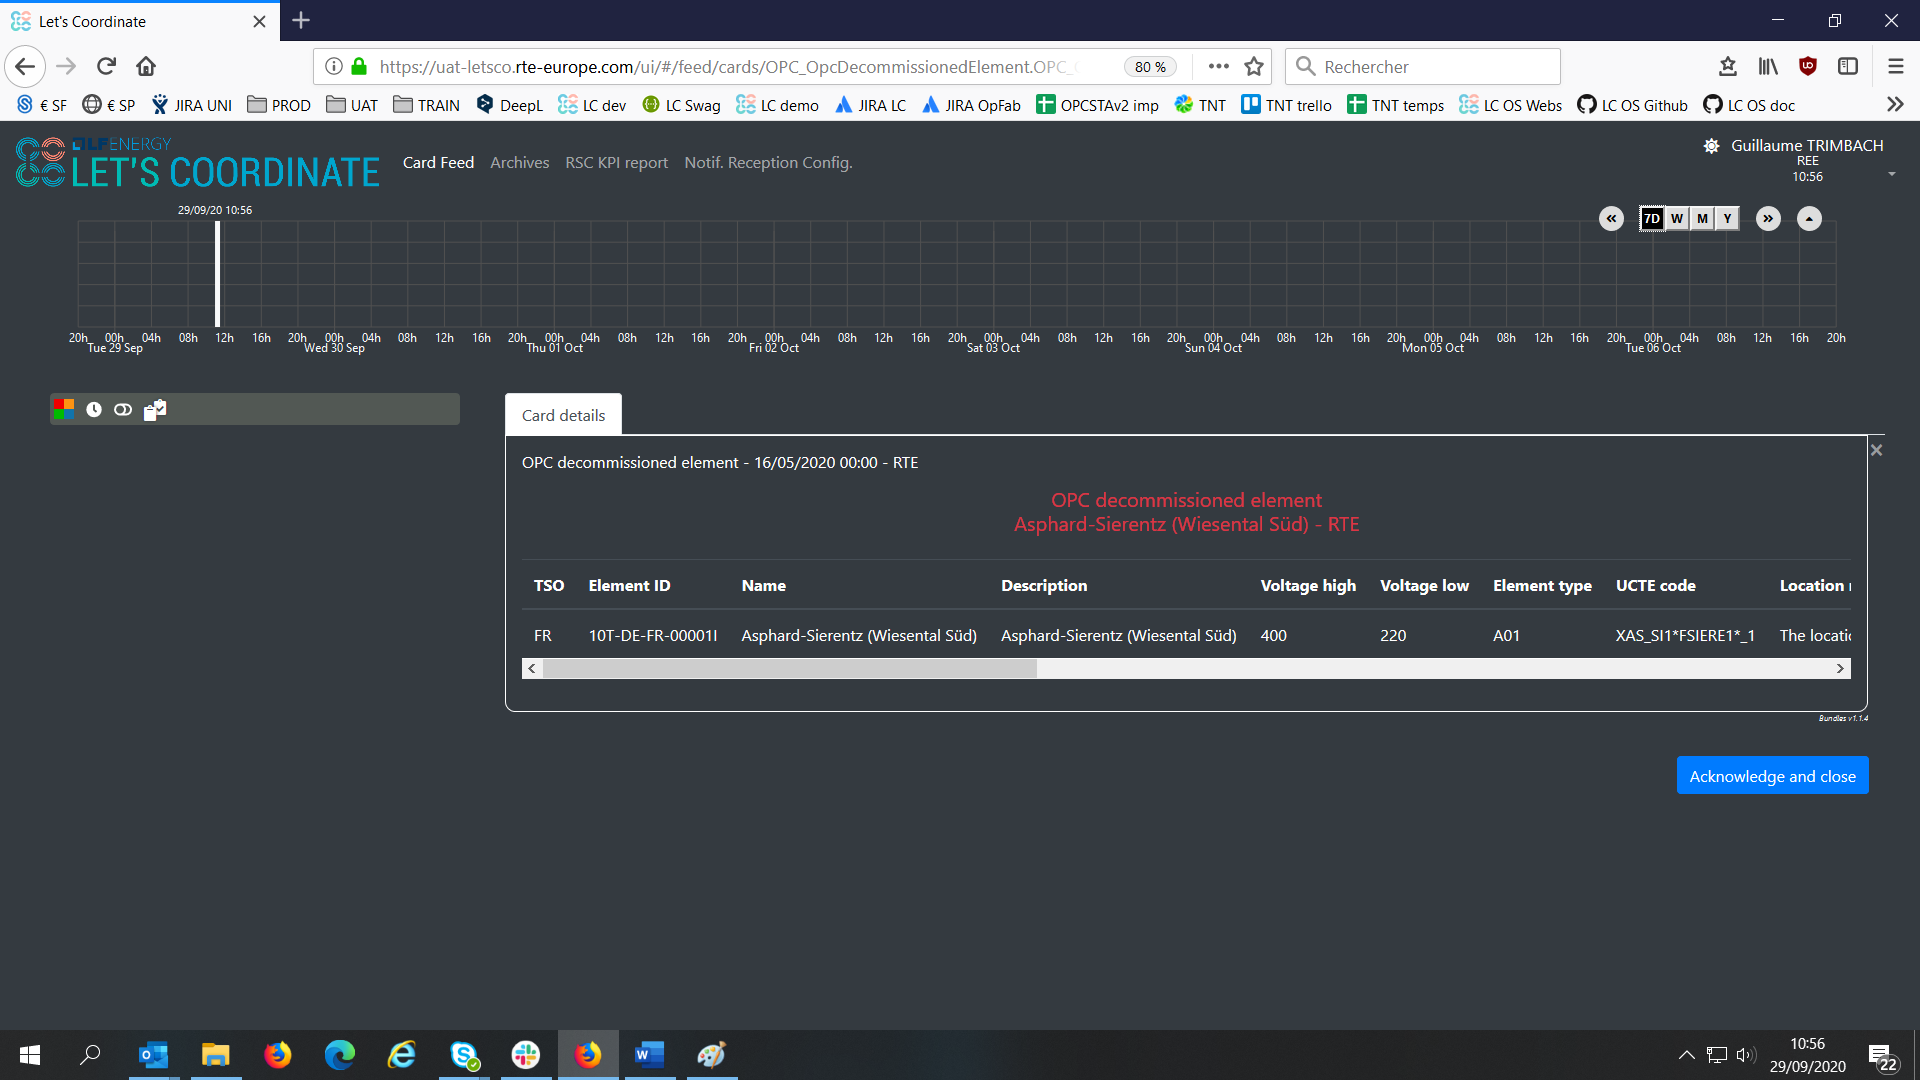 Let's Coordinate
https://uat-letsco.rte-europe.com/ui/#/feed/cards/OPC_OpcDecommissionedElement.OPC_
80 %
Rechercher
€ SF
€ SP
JIRA UNI
PROD
UAT
TRAIN
DeepL
LC dev
LC Swag
LC demo
JIRA LC
JIRA OpFab
OPCSTAv2 imp
TNT
TNT trello
TNT temps
LC OS Webs
LC OS Github
LC OS doc
LF ENERGY
LET'S COORDINATE
Card Feed
Archives
RSC KPI report
Notif. Reception Config.
Guillaume TRIMBACH
REE
10:56
29/09/20 10:56
7D W M Y
20h 00h 04h 08h 12h 16h 20h 00h 04h 08h 12h 16h 20h 00h 04h 08h 12h 16h 20h 00h 04h 08h 12h 16h 20h 00h 04h 08h 12h 16h 20h 00h 04h 08h 12h 16h 20h 00h 04h 08h 12h 16h 20h 00h 04h 08h 12h 16h 20h
Tue 29 Sep Wed 30 Sep Thu 01 Oct Fri 02 Oct Sat 03 Oct Sun 04 Oct Mon 05 Oct Tue 06 Oct
Card details
OPC decommissioned element - 16/05/2020 00:00 - RTE
OPC decommissioned element
Asphard-Sierentz (Wiesental Süd) - RTE
TSO Element ID Name Description Voltage high Voltage low Element type UCTE code Location
FR 10T-DE-FR-00001I Asphard-Sierentz (Wiesental Süd) Asphard-Sierentz (Wiesental Süd) 400 220 A01 XAS_SI1*FSIERE1*_1 The
Bundles v1.1.4
Acknowledge and close
10:56
29/09/2020
22